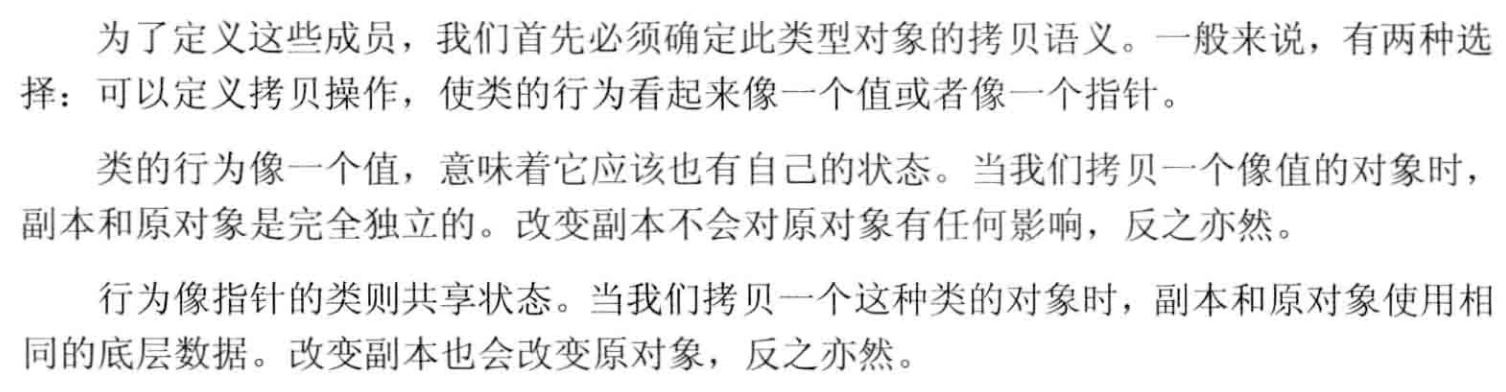 为了定义这些成员，我们首先必须确定此类型对象的拷贝语义。一般来说，有两种选
择：可以定义拷贝操作，使类的行为看起来像一个值或者像一个指针。
类的行为像一个值，意味着它应该也有自己的状态。当我们拷贝一个像值的对象时，
副本和原对象是完全独立的。改变副本不会对原对象有任何影响，反之亦然。
行为像指针的类则共享状态。当我们拷贝一个这种类的对象时，副本和原对象使用相
同的底层数据。改变副本也会改变原对象，反之亦然。